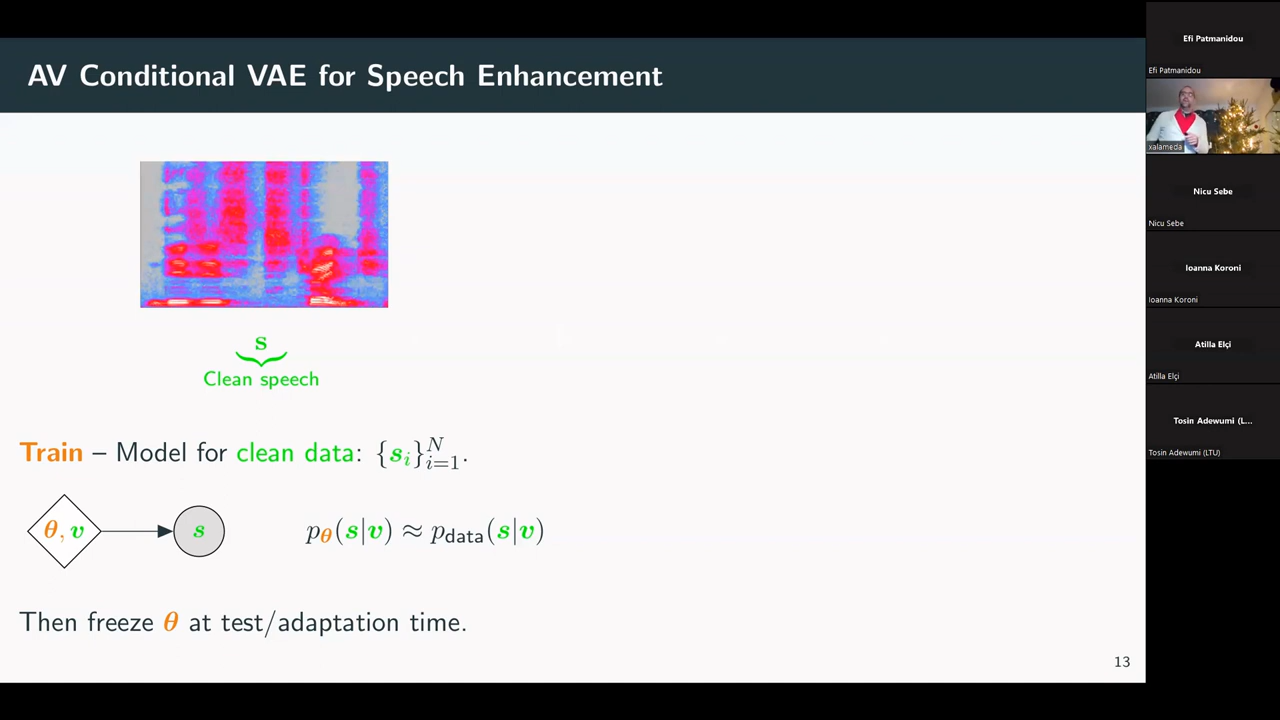 AV Conditional VAE for Speech Enhancement
s
Clean speech
Train – Model for clean data: {s_i}_{i=1}^N.
θ, v
s
p_θ(s|v) ≈ p_data(s|v)
Then freeze θ at test/adaptation time.
13
Efi Patmanidou
Efi Patmanidou
xalameda
Nicu Sebe
Nicu Sebe
Ioanna Koroni
Ioanna Koroni
Atilla Elçi
Atilla Elçi
Tosin Adewumi (L...
Tosin Adewumi (LTU)